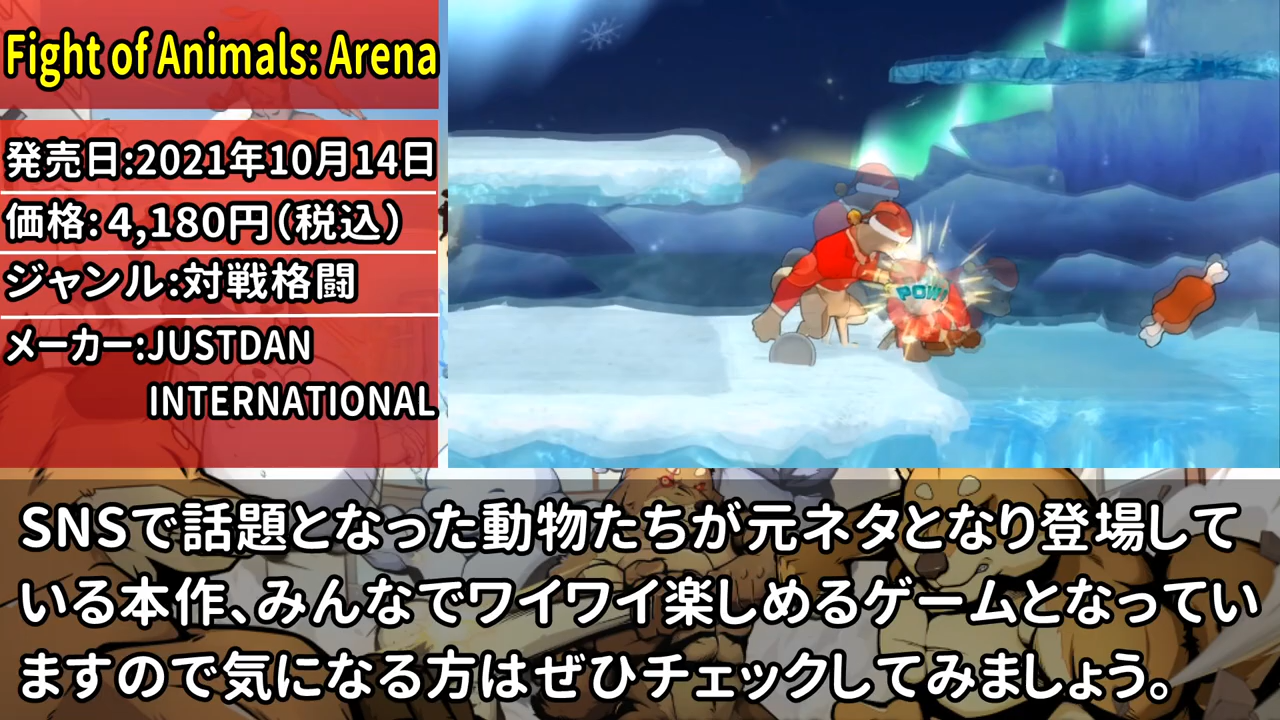 Fight of Animals: Arena
発売日:2021年10月14日
価格:4,180円(税込)
ジャンル:対戦格闘
メーカー:JUSTDAN
INTERNATIONAL
POW!
SNSで話題となった動物たちが元ネタとなり登場して
いる本作、みんなでワイワイ楽しめるゲームとなってい
ますので気になる方はぜひチェックしてみましょう。